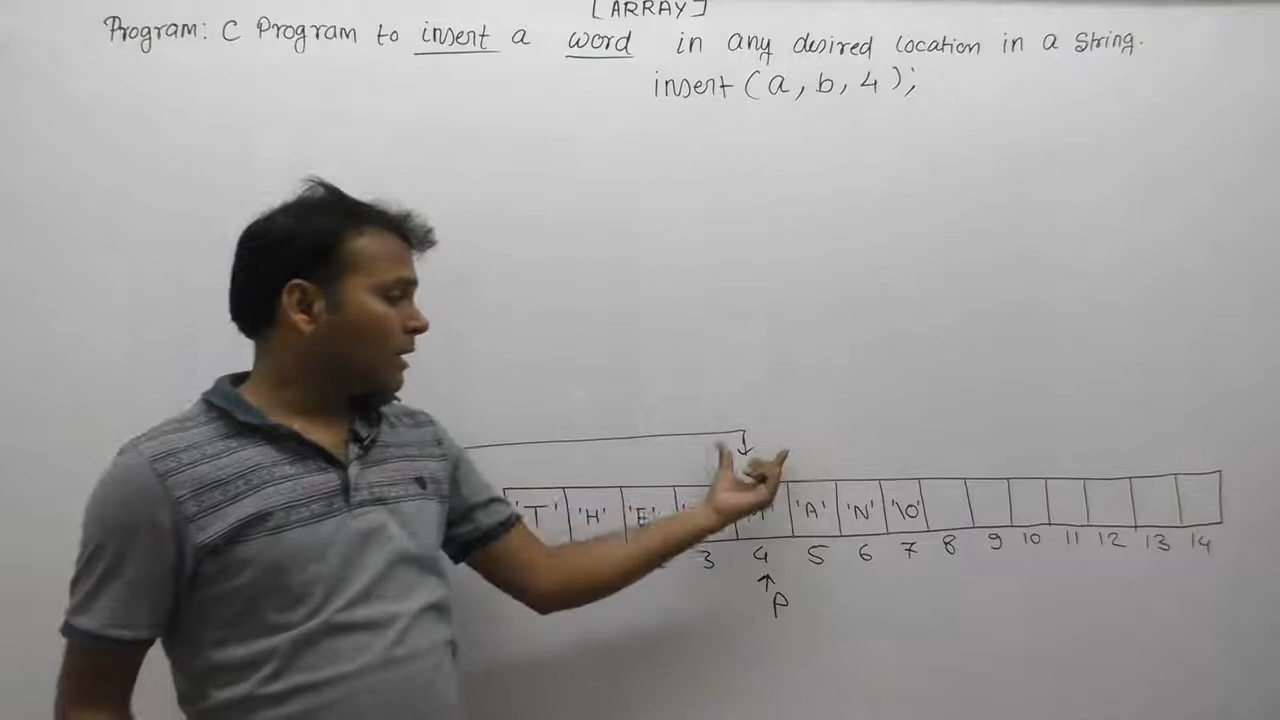 [ARRAY]
Program: C Program to insert a word in any desired location in a string.
insert (a, b, 4);
'T' 'H' 'E' 'A' 'N' '\0'
3 4 5 6 7 8 9 10 11 12 13 14
P